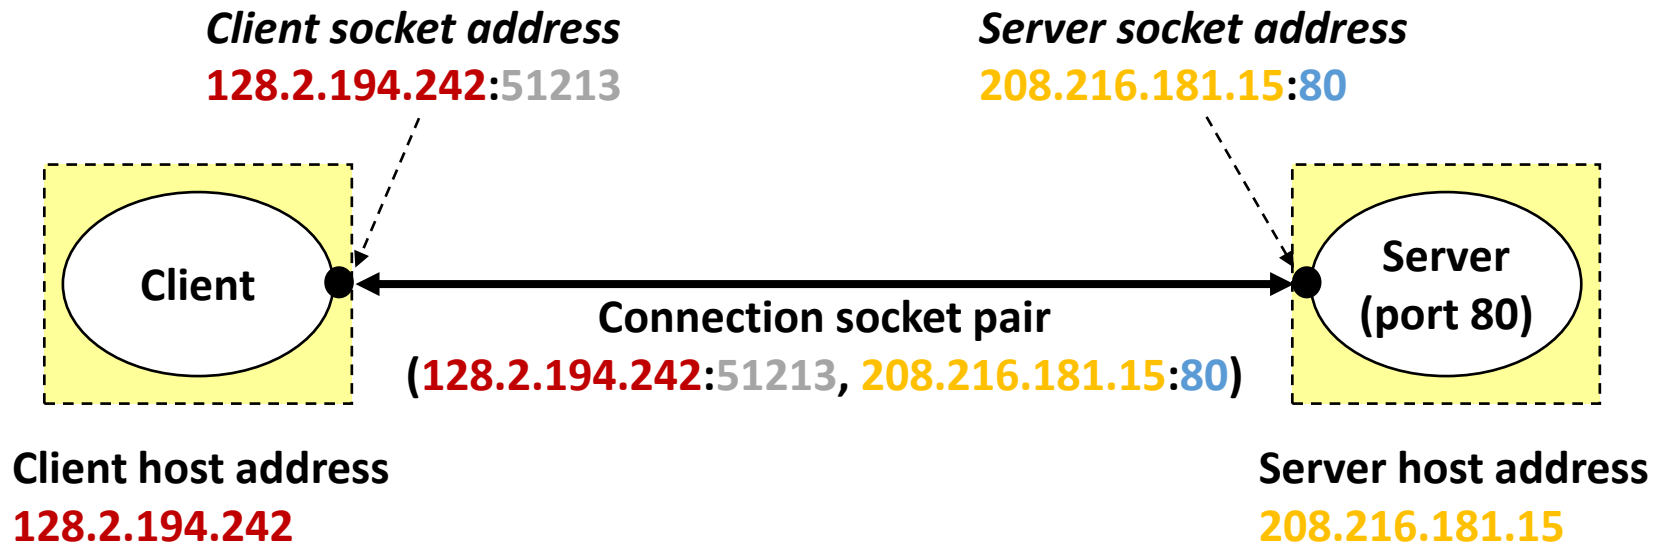 Client socket address
128.2.194.242:51213
Server socket address
208.216.181.15:80
Client
Server
(port 80)
Connection socket pair
(128.2.194.242:51213, 208.216.181.15:80)
Client host address
128.2.194.242
Server host address
208.216.181.15